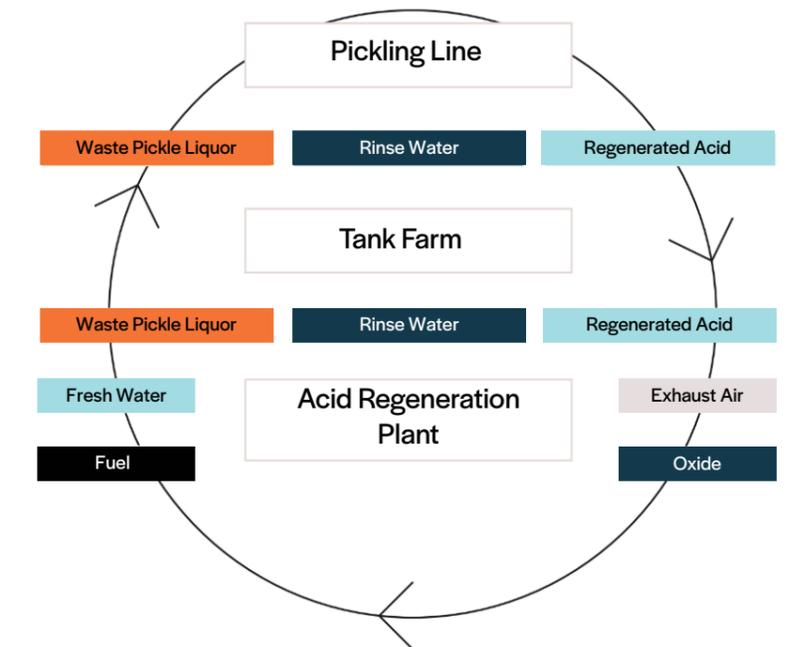 Pickling Line
Waste Pickle Liquor
Rinse Water
Regenerated Acid
Tank Farm
Waste Pickle Liquor
Rinse Water
Regenerated Acid
Fresh Water
Acid Regeneration
Plant
Exhaust Air
Fuel
Oxide